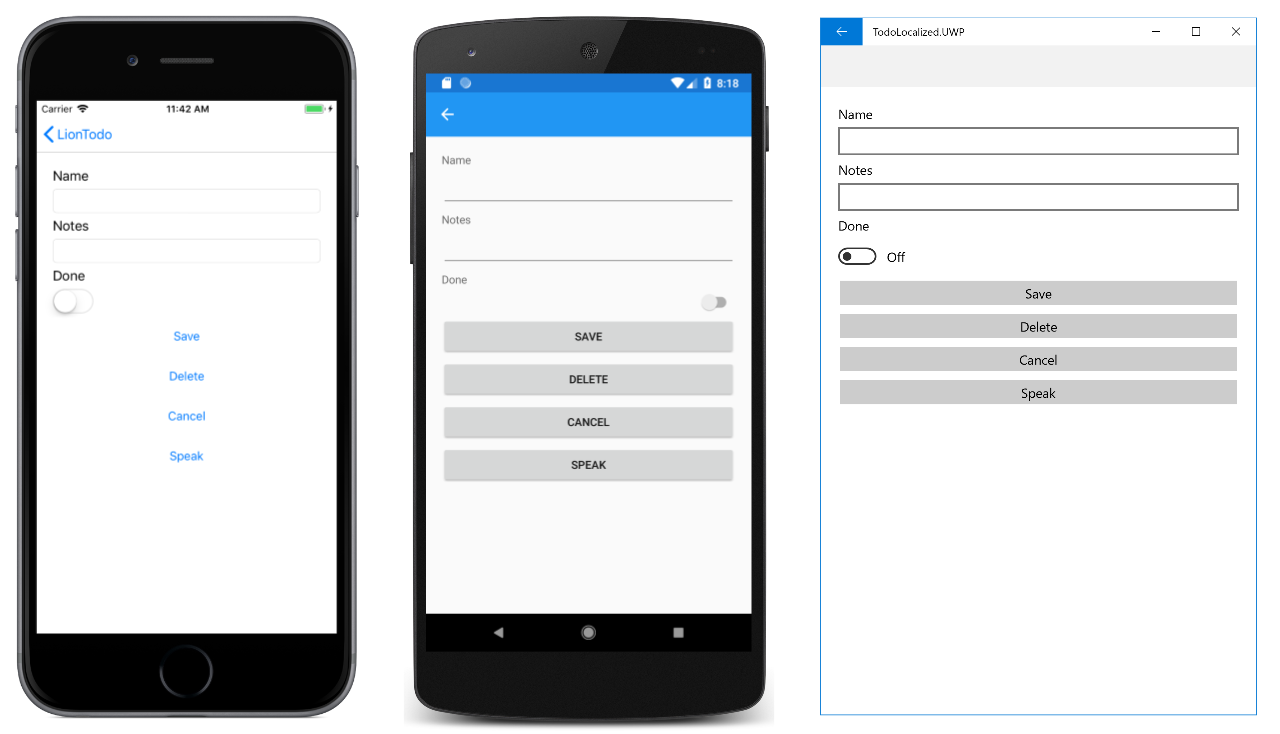 Carrier 11:42 AM
LionTodo
Name
Notes
Done
Save
Delete
Cancel
Speak
8:18
Name
Notes
Done
SAVE
DELETE
CANCEL
SPEAK
TodoLocalized.UWP
Name
Notes
Done
Off
Save
Delete
Cancel
Speak